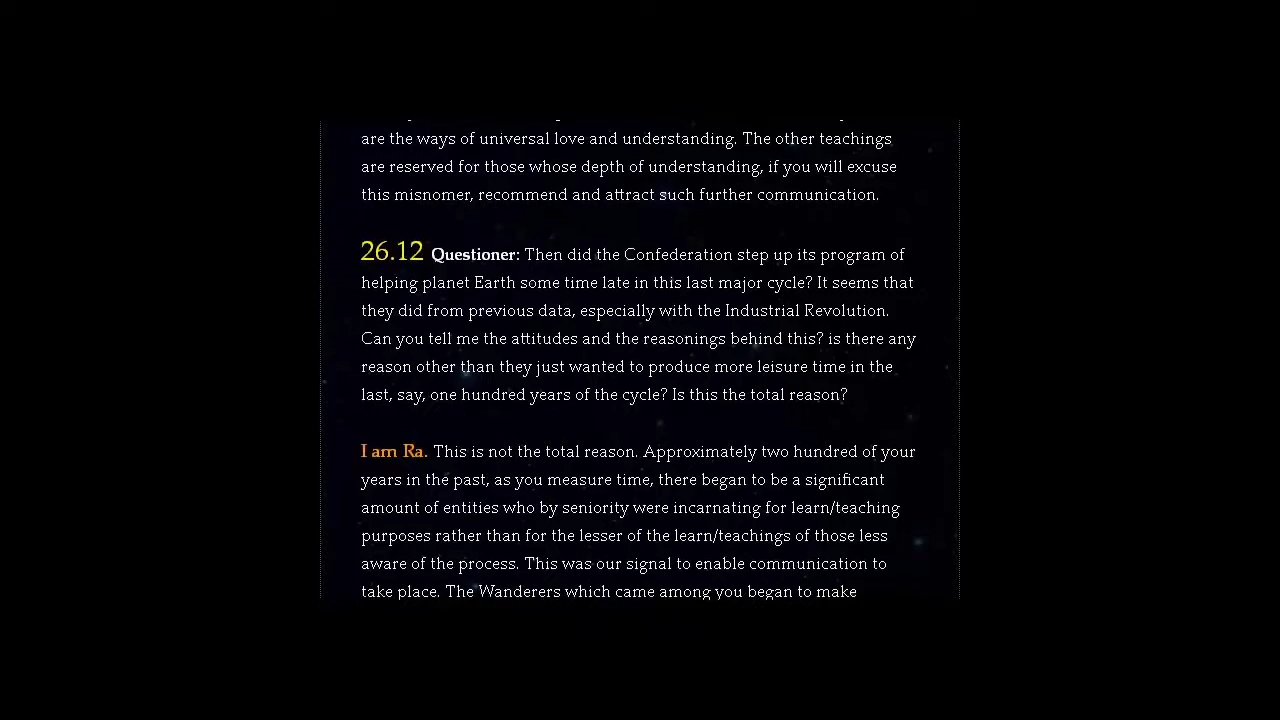 are the ways of universal love and understanding. The other teachings
are reserved for those whose depth of understanding, if you will excuse
this misnomer, recommend and attract such further communication.
26.12 Questioner: Then did the Confederation step up its program of
helping planet Earth some time late in this last major cycle? It seems that
they did from previous data, especially with the Industrial Revolution.
Can you tell me the attitudes and the reasonings behind this? is there any
reason other than they just wanted to produce more leisure time in the
last, say, one hundred years of the cycle? Is this the total reason?
I am Ra. This is not the total reason. Approximately two hundred of your
years in the past, as you measure time, there began to be a significant
amount of entities who by seniority were incarnating for learn/teaching
purposes rather than for the lesser of the learn/teachings of those less
aware of the process. This was our signal to enable communication to
take place. The Wanderers which came among you began to make